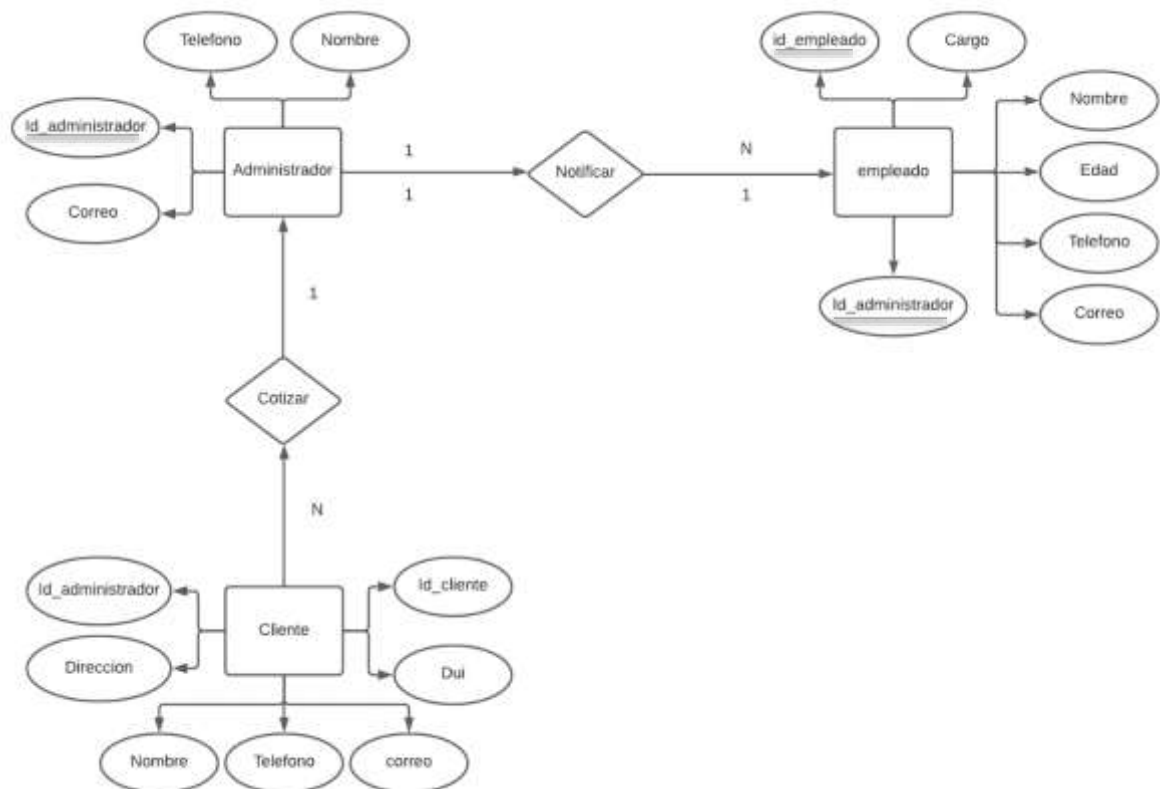 Telefono
Nombre
id_empleado
Cargo
Id_administrador
Administrador
Correo
1
1
Notificar
N
1
empleado
Nombre
Edad
Telefono
Correo
Id_administrador
1
Cotizar
N
Id_administrador
Direccion
Cliente
Id_cliente
Dui
Nombre
Telefono
correo